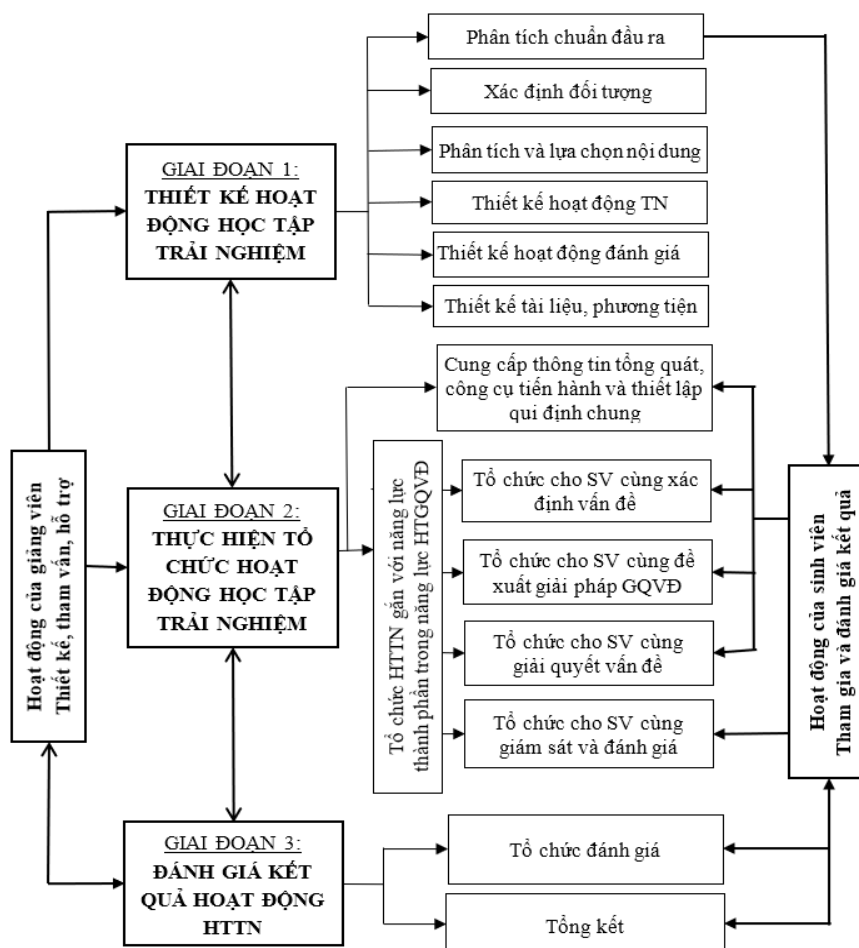 Phân tích chuẩn đầu ra
Xác định đối tượng
Phân tích và lựa chọn nội dung
Thiết kế hoạt động TN
Thiết kế hoạt động đánh giá
Thiết kế tài liệu, phương tiện
GIAI ĐOẠN 1:
THIẾT KẾ HOẠT
ĐỘNG HỌC TẬP
TRẢI NGHIỆM
Cung cấp thông tin tổng quát,
công cụ tiến hành và thiết lập
qui định chung
Hoạt động của giảng viên
Thiết kế, tham vấn, hỗ trợ
GIAI ĐOẠN 2:
THỰC HIỆN TỔ
CHỨC HOẠT
ĐỘNG HỌC TẬP
TRẢI NGHIỆM
Tổ chức HTTN gắn với năng lực
thành phần trong năng lực HTGQVĐ
Tổ chức cho SV cùng xác
định vấn đề
Tổ chức cho SV cùng đề
xuất giải pháp GQVĐ
Tổ chức cho SV cùng
giải quyết vấn đề
Tổ chức cho SV cùng
giám sát và đánh giá
Hoạt động của sinh viên
Tham gia và đánh giá kết quả
GIAI ĐOẠN 3:
ĐÁNH GIÁ KẾT
QUẢ HOẠT ĐỘNG
HTTN
Tổ chức đánh giá
Tổng kết